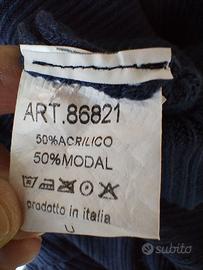 ART.86821
50%ACRILICO
50%MODAL
prodotto in italia
subito